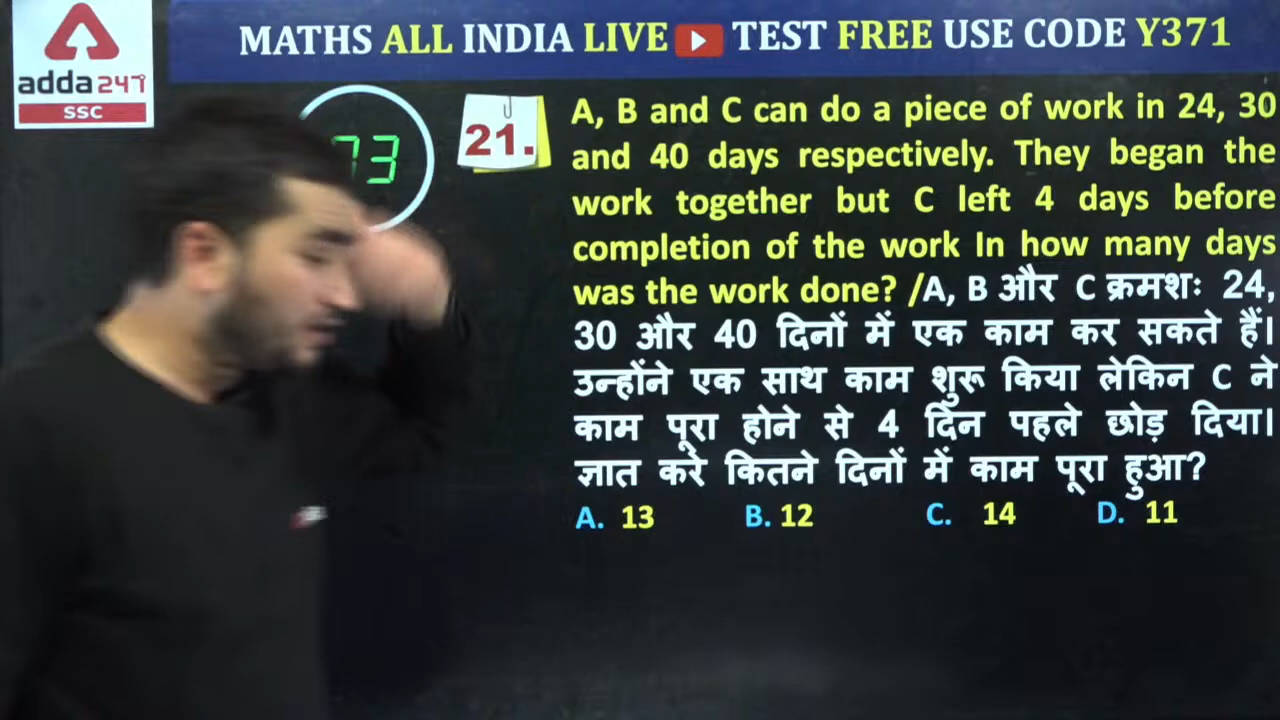 MATHS ALL INDIA LIVE TEST FREE USE CODE Y371
adda247
SSC
73
21.
A, B and C can do a piece of work in 24, 30
and 40 days respectively. They began the
work together but C left 4 days before
completion of the work In how many days
was the work done? /A, B और C क्रमशः 24,
30 और 40 दिनों में एक काम कर सकते हैं।
उन्होंने एक साथ काम शुरू किया लेकिन C ने
काम पूरा होने से 4 दिन पहले छोड़ दिया।
ज्ञात करें कितने दिनों में काम पूरा हुआ?
A. 13 B. 12 C. 14 D. 11